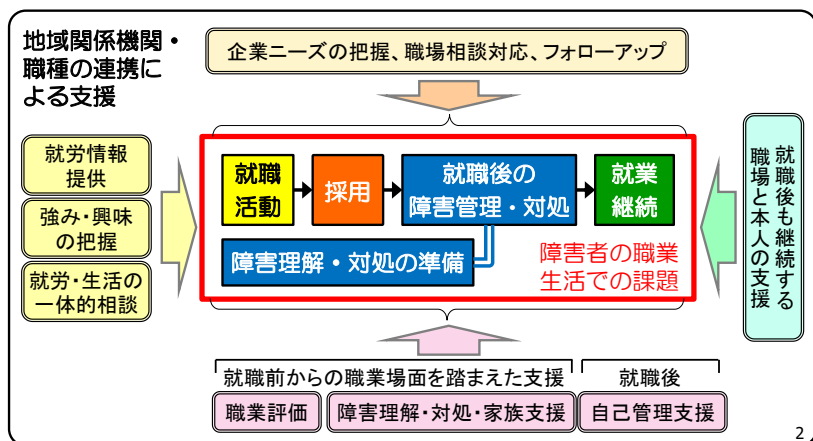 地域関係機関・
職種の連携に
よる支援
企業ニーズの把握、職場相談対応、フォローアップ
就労情報
提供
強み・興味
の把握
就労・生活の
一体的相談
就職
活動
採用
就職後の
障害管理・対処
就業
継続
障害理解・対処の準備
障害者の職業
生活での課題
就職後も継続する
職場と本人の支援
就職前からの職業場面を踏まえた支援
就職後
職業評価
障害理解・対処・家族支援
自己管理支援
2